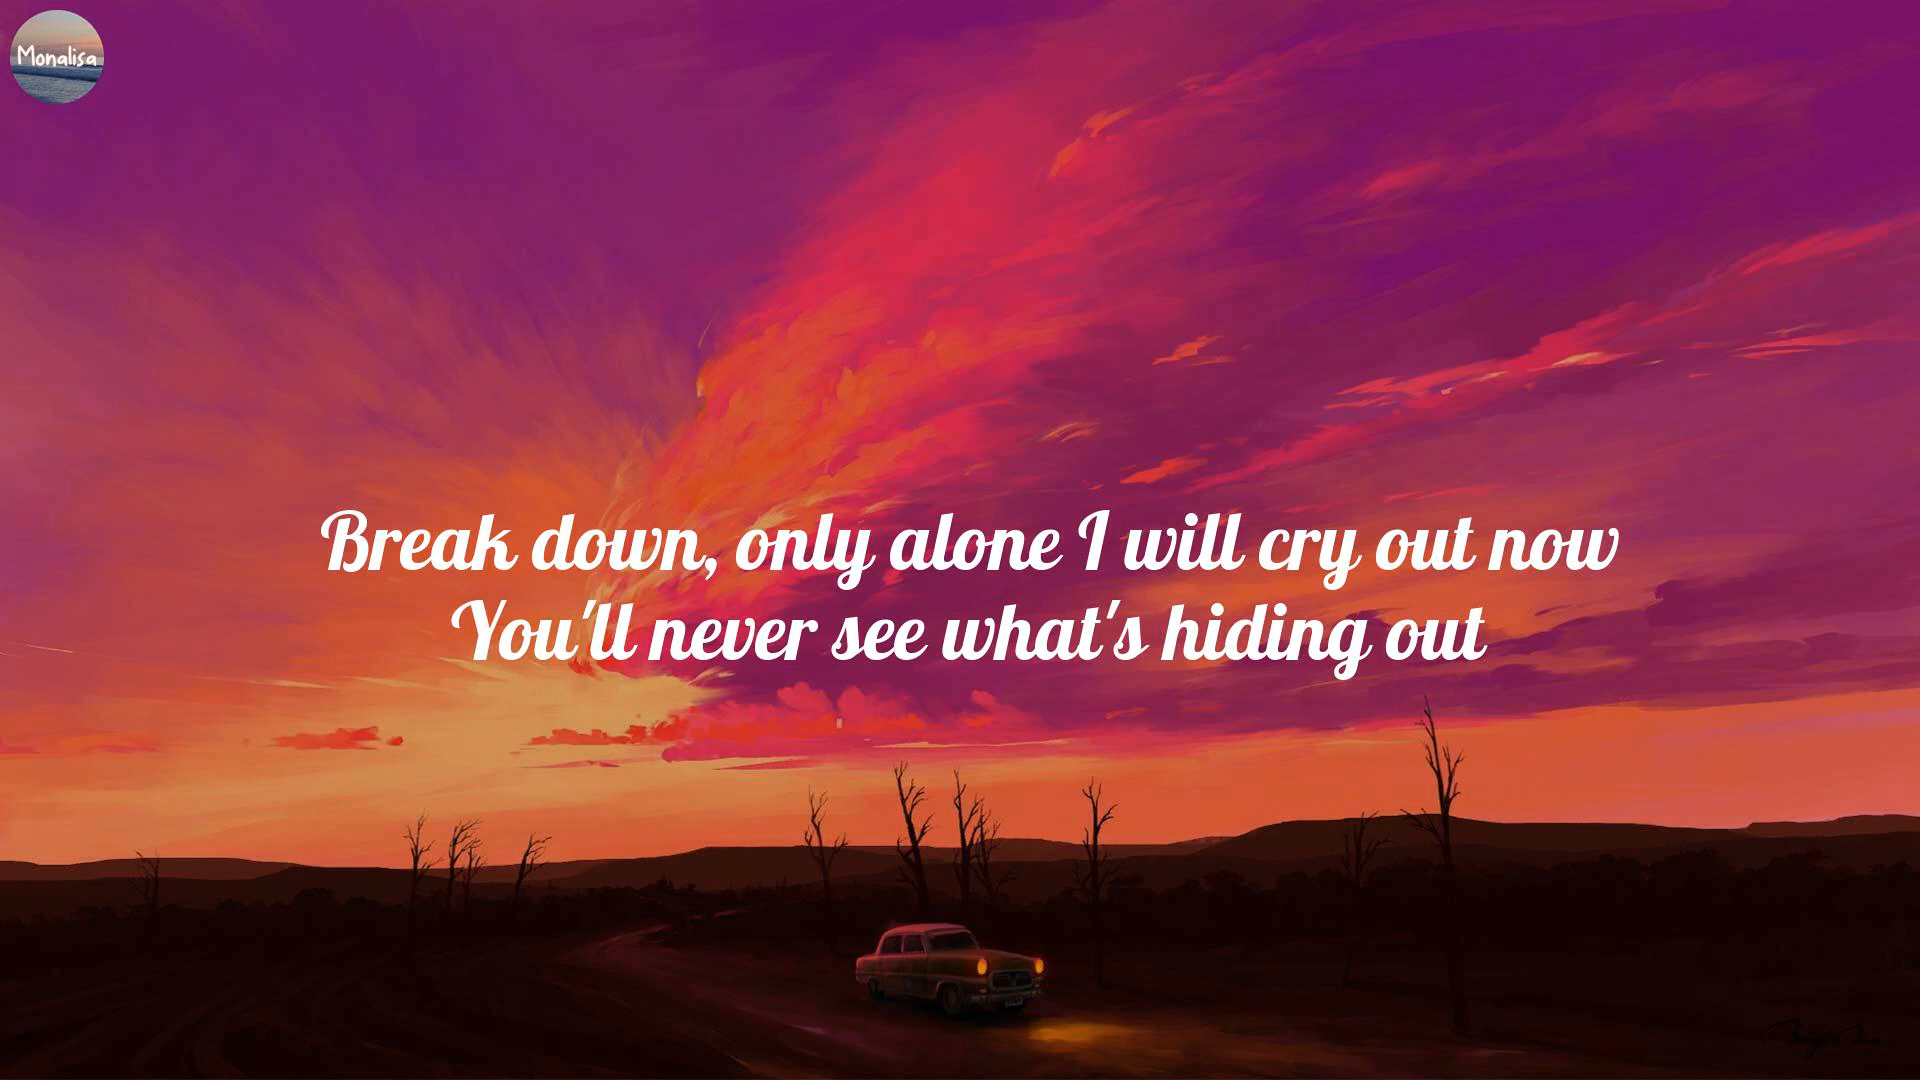 Monalisa
Break down, only alone I will cry out now
You'll never see what's hiding out